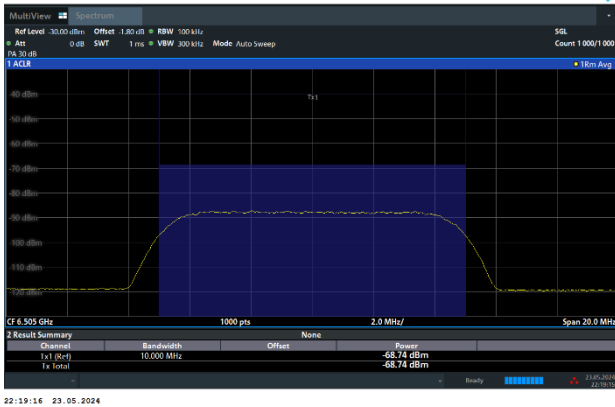 MultiView Spectrum
Ref Level -30.00 dBm Offset -1.80 dB RBW 100 kHz SGL
Att 0 dB SWT 1 ms VBW 300 kHz Mode Auto Sweep Count 1000/1000
PA 30 dB
1 ACLR 1Rm Avg
-40 dBm
Tx1
-50 dBm
-60 dBm
-70 dBm
-80 dBm
-90 dBm
-100 dBm
-110 dBm
-120 dBm
CF 6.505 GHz 1000 pts 2.0 MHz/ Span 20.0 MHz
2 Result Summary None
Channel Bandwidth Offset Power
Tx1 (Ref) 10.000 MHz -68.74 dBm
Tx Total -68.74 dBm
Ready 23.05.2024
22:19:15
22:19:16 23.05.2024